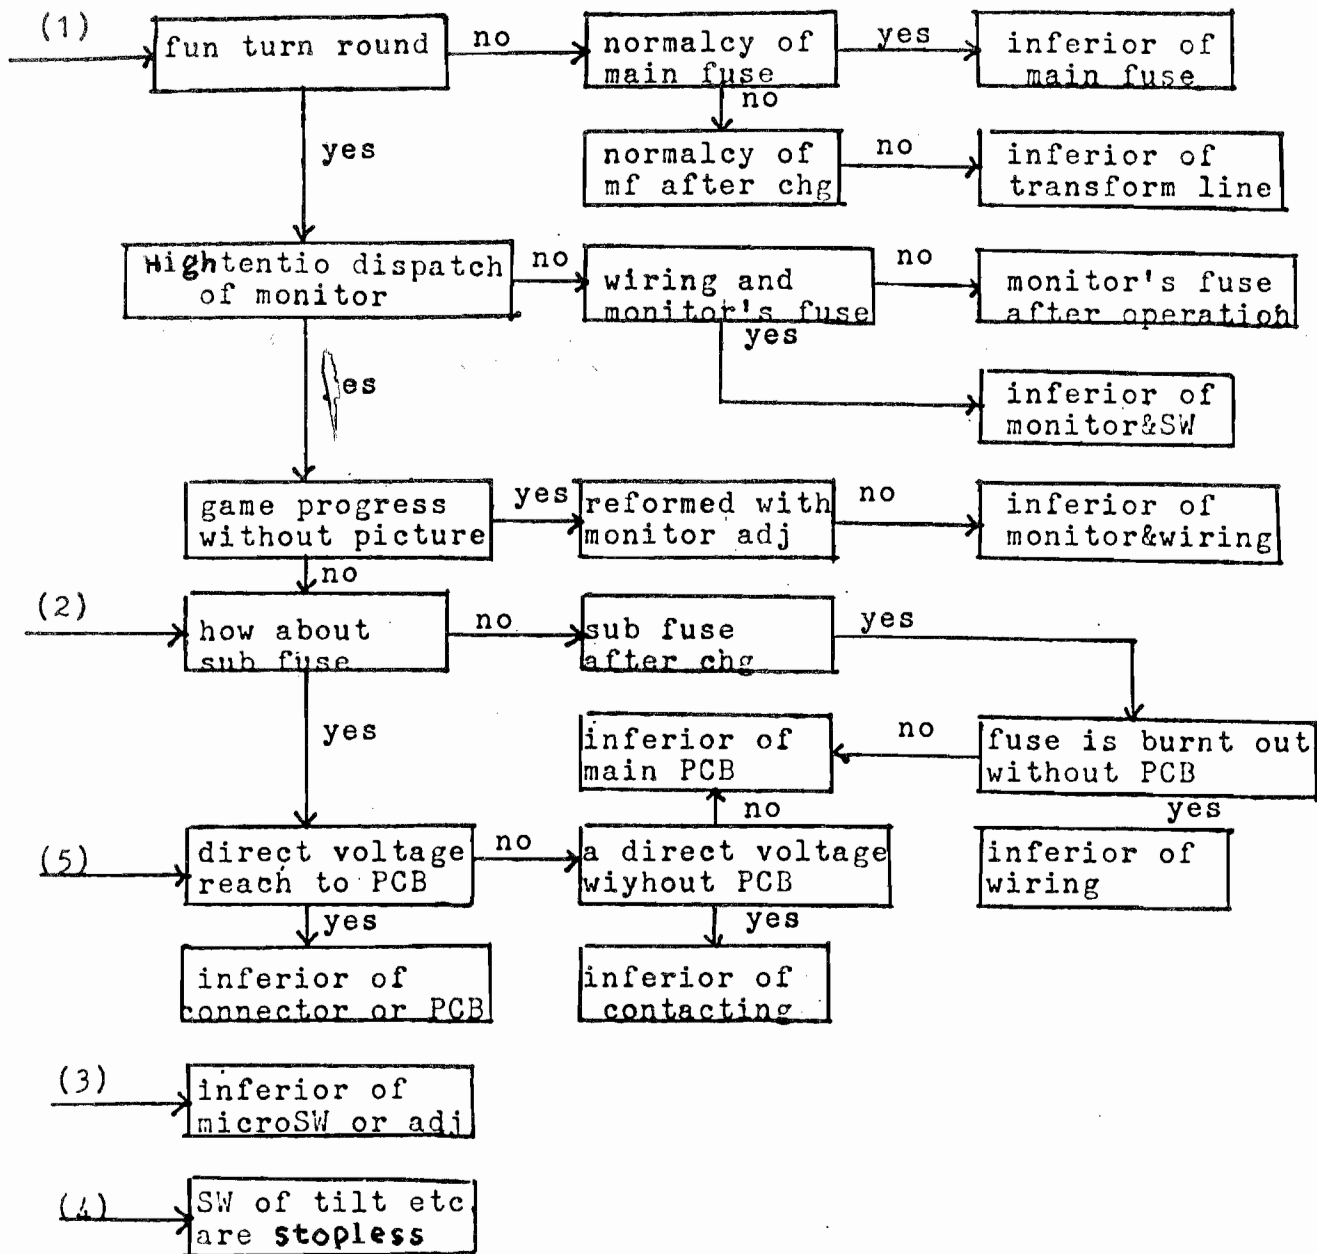 (1)
fun turn round
no
normalcy of
main fuse
yes
inferior of
main fuse
no
yes
normalcy of
mf after chg
no
inferior of
transform line
Hightentio dispatch
of monitor
no
wiring and
monitor's fuse
no
monitor's fuse
after operation
yes
yes
inferior of
monitor&SW
game progress
without picture
yes
reformed with
monitor adj
no
inferior of
monitor&wiring
no
(2)
how about
sub fuse
no
sub fuse
after chg
yes
yes
inferior of
main PCB
no
fuse is burnt out
without PCB
no
yes
(5)
direct voltage
reach to PCB
no
a direct voltage
wiyhout PCB
inferior of
wiring
yes
yes
inferior of
connector or PCB
inferior of
contacting
(3)
inferior of
microSW or adj
(4)
SW of tilt etc
are stopless